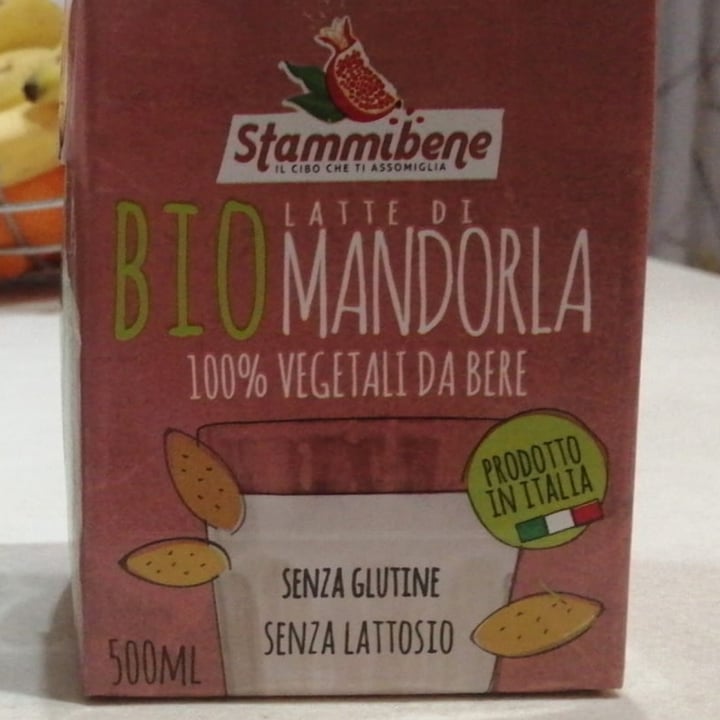 Stammibene
IL CIBO CHE TI ASSOMIGLIA
BIO
LATTE DI
MANDORLA
100% VEGETALI DA BERE
PRODOTTO
IN ITALIA
SENZA GLUTINE
SENZA LATTOSIO
500ML